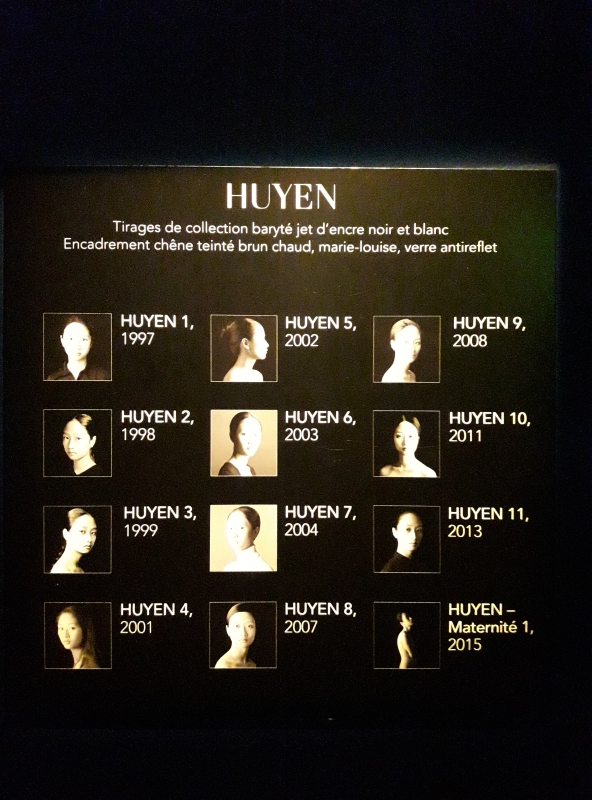 HUYEN
Tirages de collection baryté jet d'encre noir et blanc
Encadrement chêne teinté brun chaud, marie-louise, verre antireflet
HUYEN 1,
1997
HUYEN 2,
1998
HUYEN 3,
1999
HUYEN 4,
2001
HUYEN 5,
2002
HUYEN 6,
2003
HUYEN 7,
2004
HUYEN 8,
2007
HUYEN 9,
2008
HUYEN 10,
2011
HUYEN 11,
2013
HUYEN –
Maternité 1,
2015